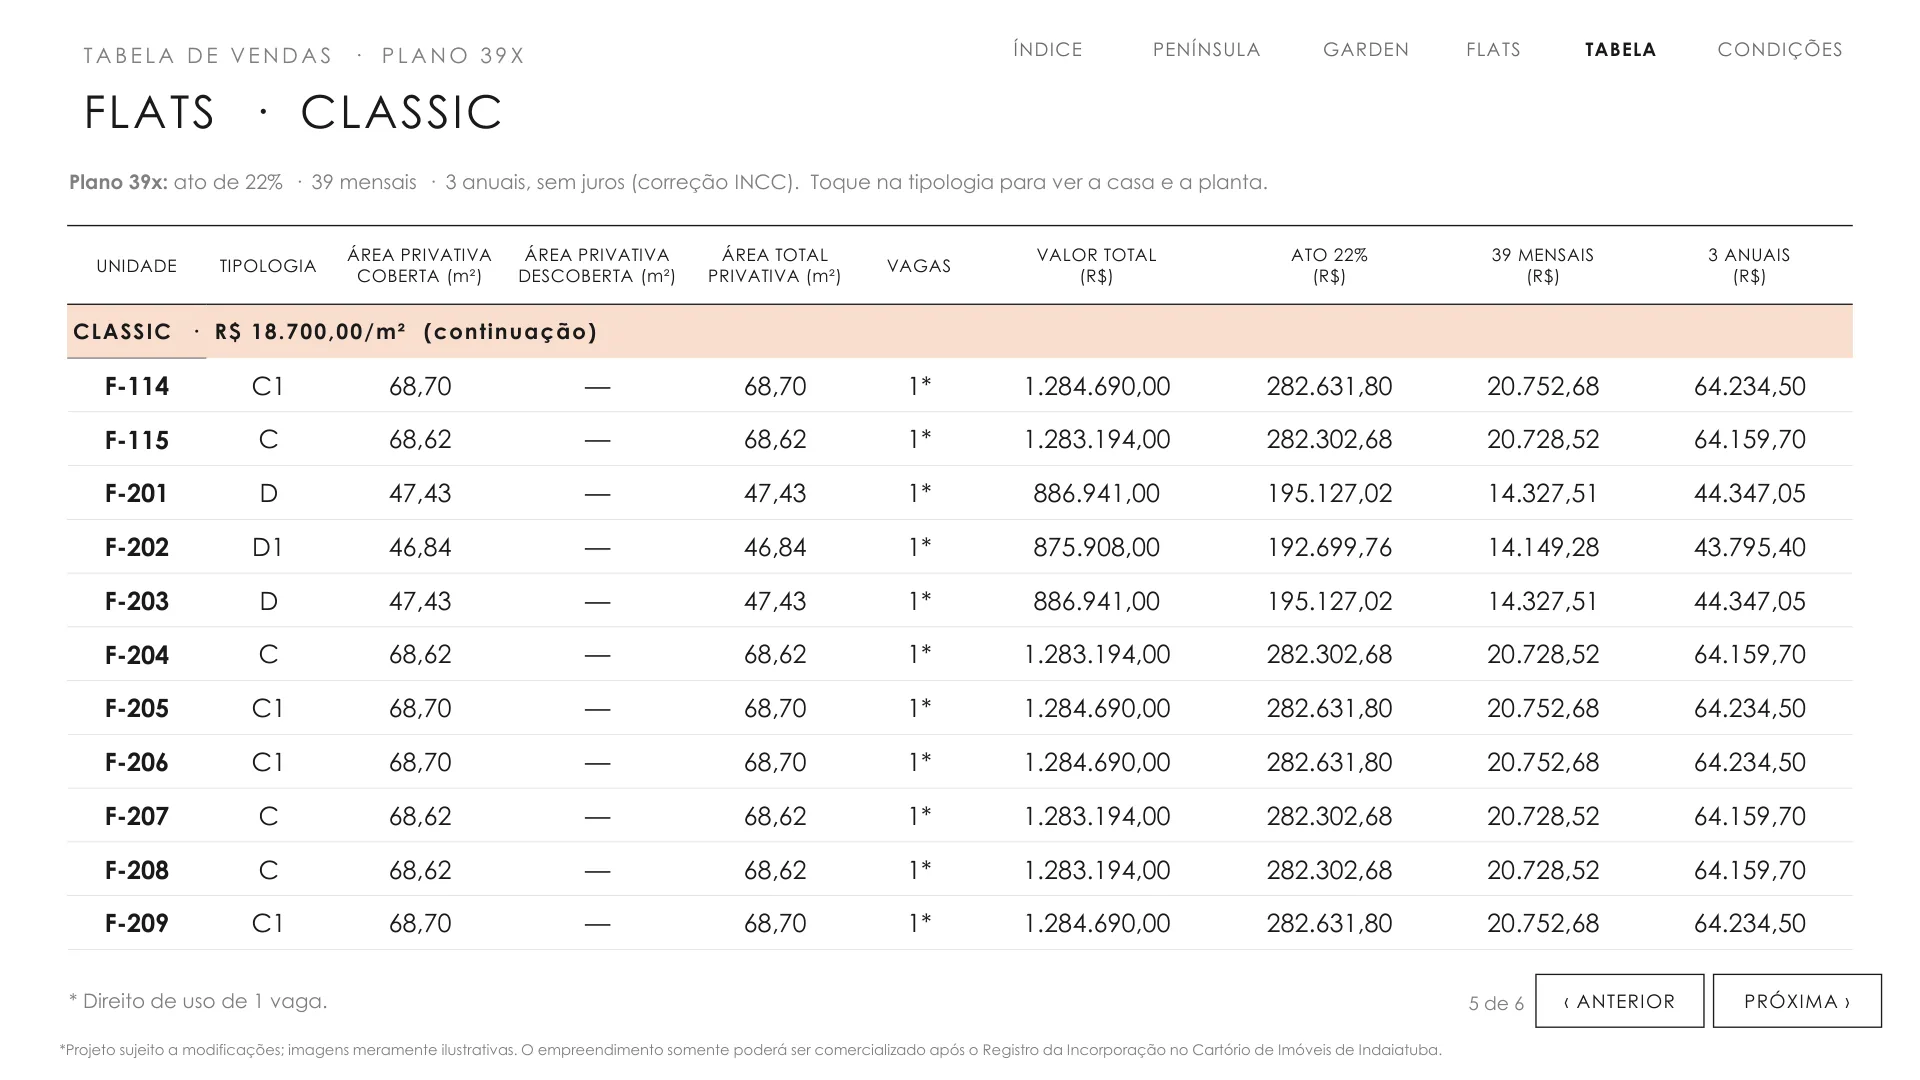 TABELA DE VENDAS · PLANO 39X
ÍNDICE PENÍNSULA GARDEN FLATS TABELA CONDIÇÕES
FLATS · CLASSIC
Plano 39x: ato de 22% · 39 mensais · 3 anuais, sem juros (correção INCC). Toque na tipologia para ver a casa e a planta.
UNIDADE TIPOLOGIA ÁREA PRIVATIVA COBERTA (m²) ÁREA PRIVATIVA DESCOBERTA (m²) ÁREA TOTAL PRIVATIVA (m²) VAGAS VALOR TOTAL (R$) ATO 22% (R$) 39 MENSAIS (R$) 3 ANUAIS (R$)
CLASSIC · R$ 18.700,00/m² (continuação)
F-114 C1 68,70 — 68,70 1* 1.284.690,00 282.631,80 20.752,68 64.234,50
F-115 C 68,62 — 68,62 1* 1.283.194,00 282.302,68 20.728,52 64.159,70
F-201 D 47,43 — 47,43 1* 886.941,00 195.127,02 14.327,51 44.347,05
F-202 D1 46,84 — 46,84 1* 875.908,00 192.699,76 14.149,28 43.795,40
F-203 D 47,43 — 47,43 1* 886.941,00 195.127,02 14.327,51 44.347,05
F-204 C 68,62 — 68,62 1* 1.283.194,00 282.302,68 20.728,52 64.159,70
F-205 C1 68,70 — 68,70 1* 1.284.690,00 282.631,80 20.752,68 64.234,50
F-206 C1 68,70 — 68,70 1* 1.284.690,00 282.631,80 20.752,68 64.234,50
F-207 C 68,62 — 68,62 1* 1.283.194,00 282.302,68 20.728,52 64.159,70
F-208 C 68,62 — 68,62 1* 1.283.194,00 282.302,68 20.728,52 64.159,70
F-209 C1 68,70 — 68,70 1* 1.284.690,00 282.631,80 20.752,68 64.234,50
* Direito de uso de 1 vaga.
5 de 6 ‹ ANTERIOR PRÓXIMA ›
*Projeto sujeito a modificações; imagens meramente ilustrativas. O empreendimento somente poderá ser comercializado após o Registro da Incorporação no Cartório de Imóveis de Indaiatuba.